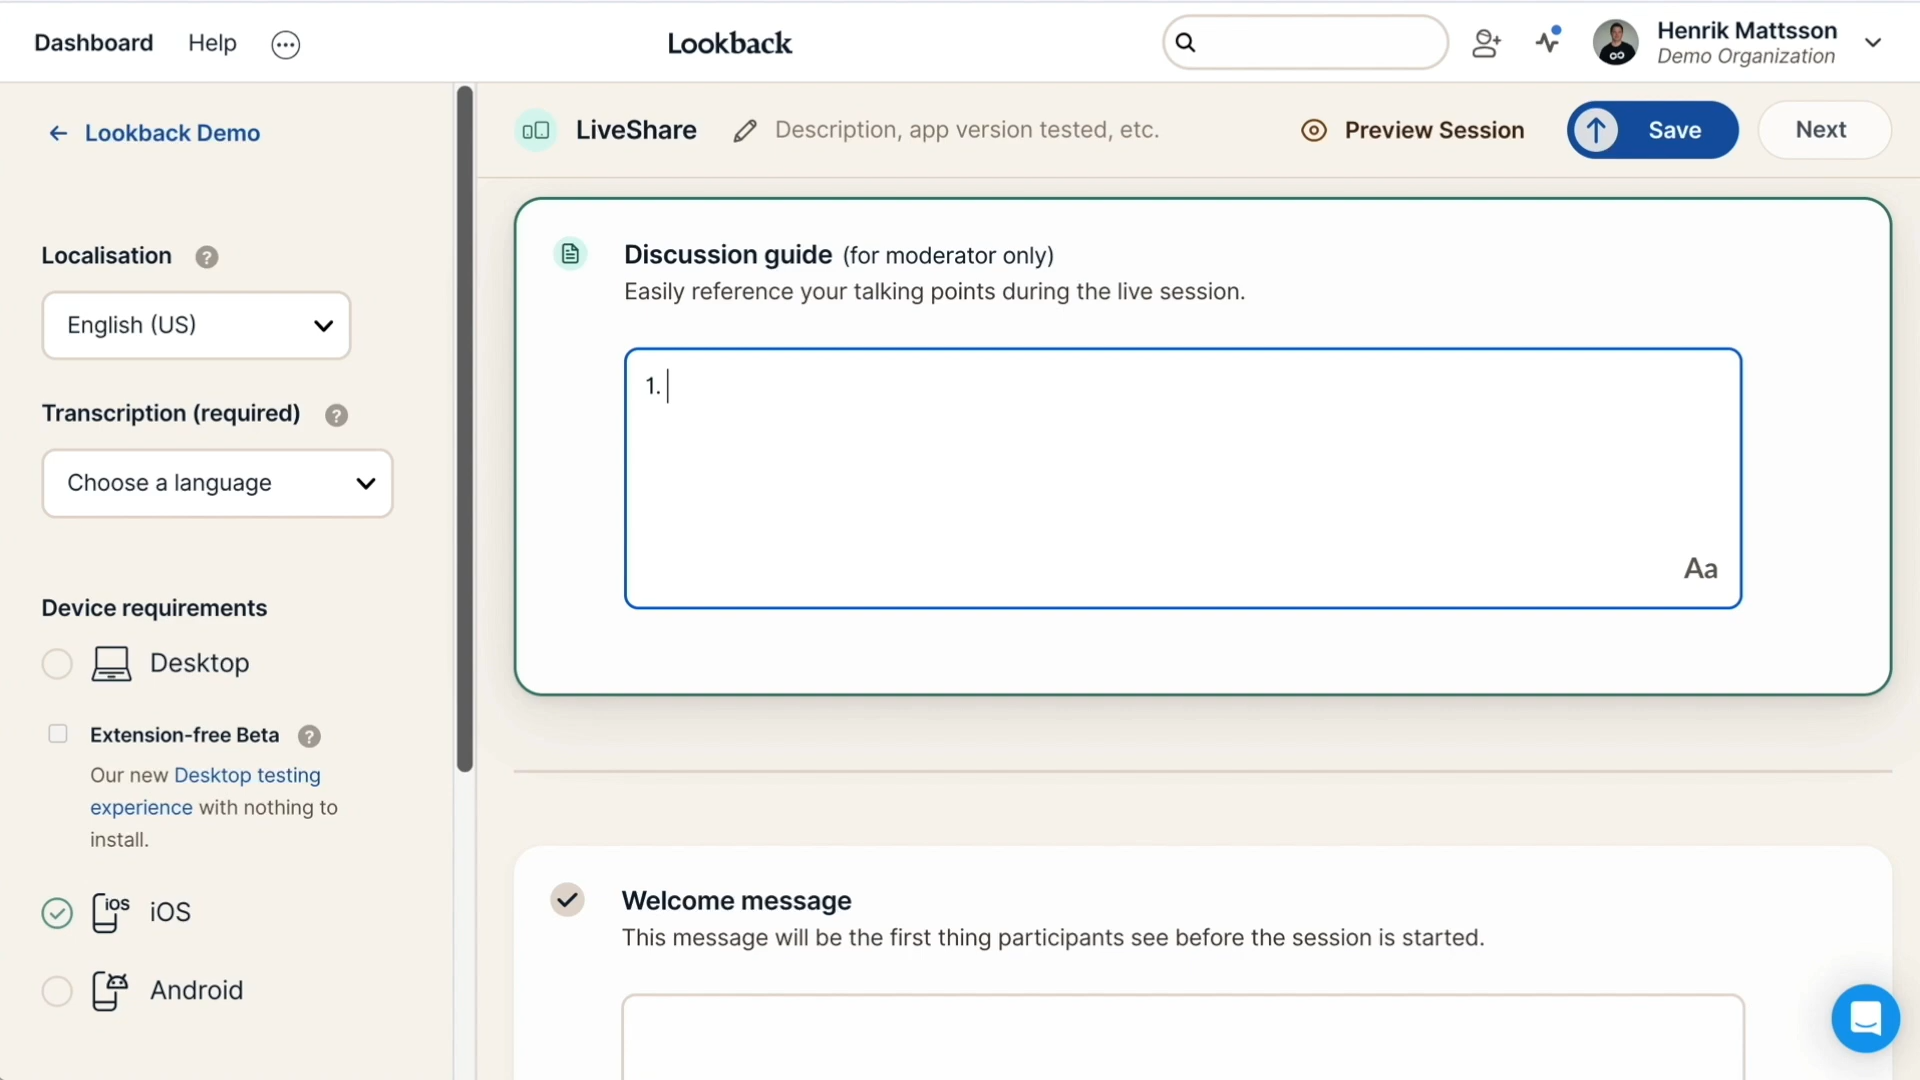 Dashboard
Help
Lookback
Henrik Mattsson
Demo Organization
Lookback Demo
LiveShare
Description, app version tested, etc.
Preview Session
Save
Next
Localisation ?
English (US)
Transcription (required) ?
Choose a language
Device requirements
Desktop
Extension-free Beta ?
Our new Desktop testing
experience with nothing to
install.
iOS iOS
Android
Discussion guide (for moderator only)
Easily reference your talking points during the live session.
1.
Aa
Welcome message
This message will be the first thing participants see before the session is started.